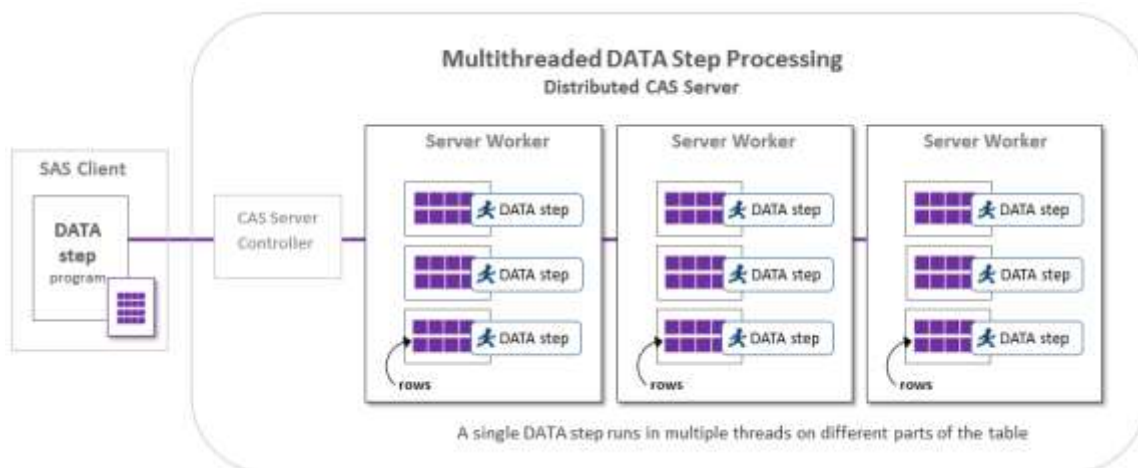 Multithreaded DATA Step Processing
Distributed CAS Server
SAS Client
DATA
step
program
CAS Server
Controller
Server Worker
DATA step
DATA step
DATA step
rows
Server Worker
DATA step
DATA step
DATA step
rows
Server Worker
DATA step
DATA step
DATA step
rows
A single DATA step runs in multiple threads on different parts of the table